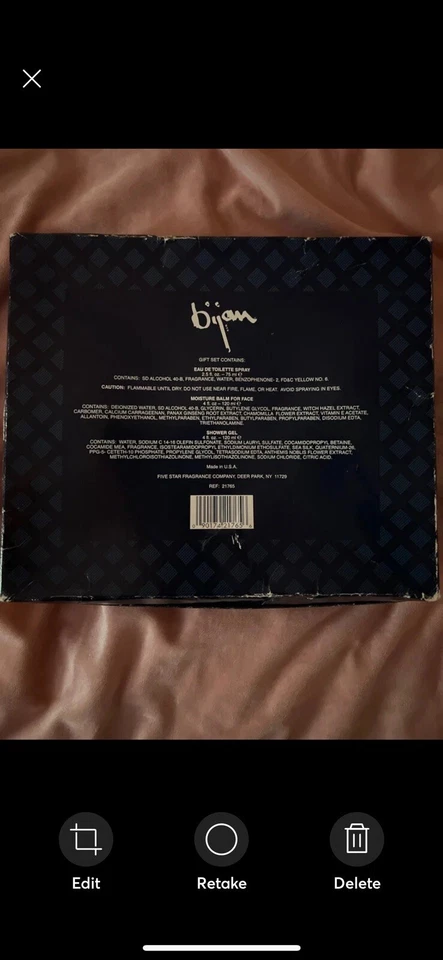 bijan
GIFT SET CONTAINS:
EAU DE TOILETTE SPRAY
2.5 fl. oz – 75 ml ℮
CONTAINS: SD ALCOHOL 40-B, FRAGRANCE, WATER, BENZOPHENONE- 2, FD&C YELLOW NO. 6
CAUTION: FLAMMABLE UNTIL DRY. DO NOT USE NEAR FIRE, FLAME, OR HEAT. AVOID SPRAYING IN EYES.
MOISTURE BALM FOR FACE
4 fl. oz – 120 ml ℮
CONTAINS: DEIONIZED WATER, SD ALCOHOL 40-B, GLYCERIN, BUTYLENE GLYCOL, FRAGRANCE, WITCH HAZEL EXTRACT,
CARBOMER, CALCIUM CARRAGEENAN, PANAX GINSENG ROOT EXTRACT, CHAMOMILLA FLOWER EXTRACT, VITAMIN E ACETATE,
ALLANTOIN, PHENOXYETHANOL, METHYLPARABEN, ETHYLPARABEN, BUTYLPARABEN, PROPYLPARABEN, DISODIUM EDTA,
TRIETHANOLAMINE.
SHOWER GEL
4 fl. oz – 120 ml ℮
CONTAINS: WATER, SODIUM C 14-16 OLEFIN SULFONATE, SODIUM LAURYL SULFATE, COCAMIDOPROPYL BETAINE,
COCAMIDE MEA, FRAGRANCE, ISOSTEARAMIDOPROPYL ETHYLDIMONIUM ETHOSULFATE, SEA SILK, QUATERNIUM-26,
PPG-5- CETETH-10 PHOSPHATE, PROPYLENE GLYCOL, TETRASODIUM EDTA, ANTHEMIS NOBILIS FLOWER EXTRACT,
METHYLCHLOROISOTHIAZOLINONE, METHYLISOTHIAZOLINONE, SODIUM CHLORIDE, CITRIC ACID.
Made in U.S.A.
FIVE STAR FRAGRANCE COMPANY, DEER PARK, NY 11729
REF: 21765
Edit
Retake
Delete